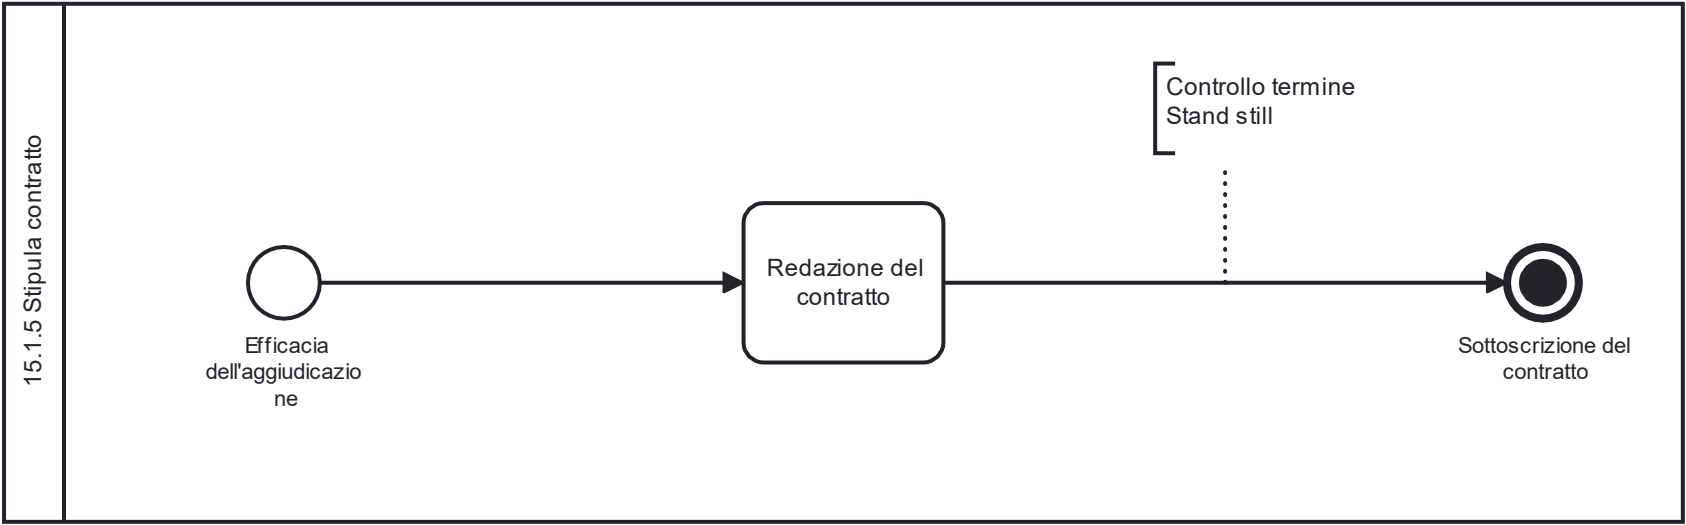 15.1.5 Stipula contratto
Controllo termine
Stand still
Redazione del
contratto
Efficacia
dell'aggiudicazio
ne
Sottoscrizione del
contratto